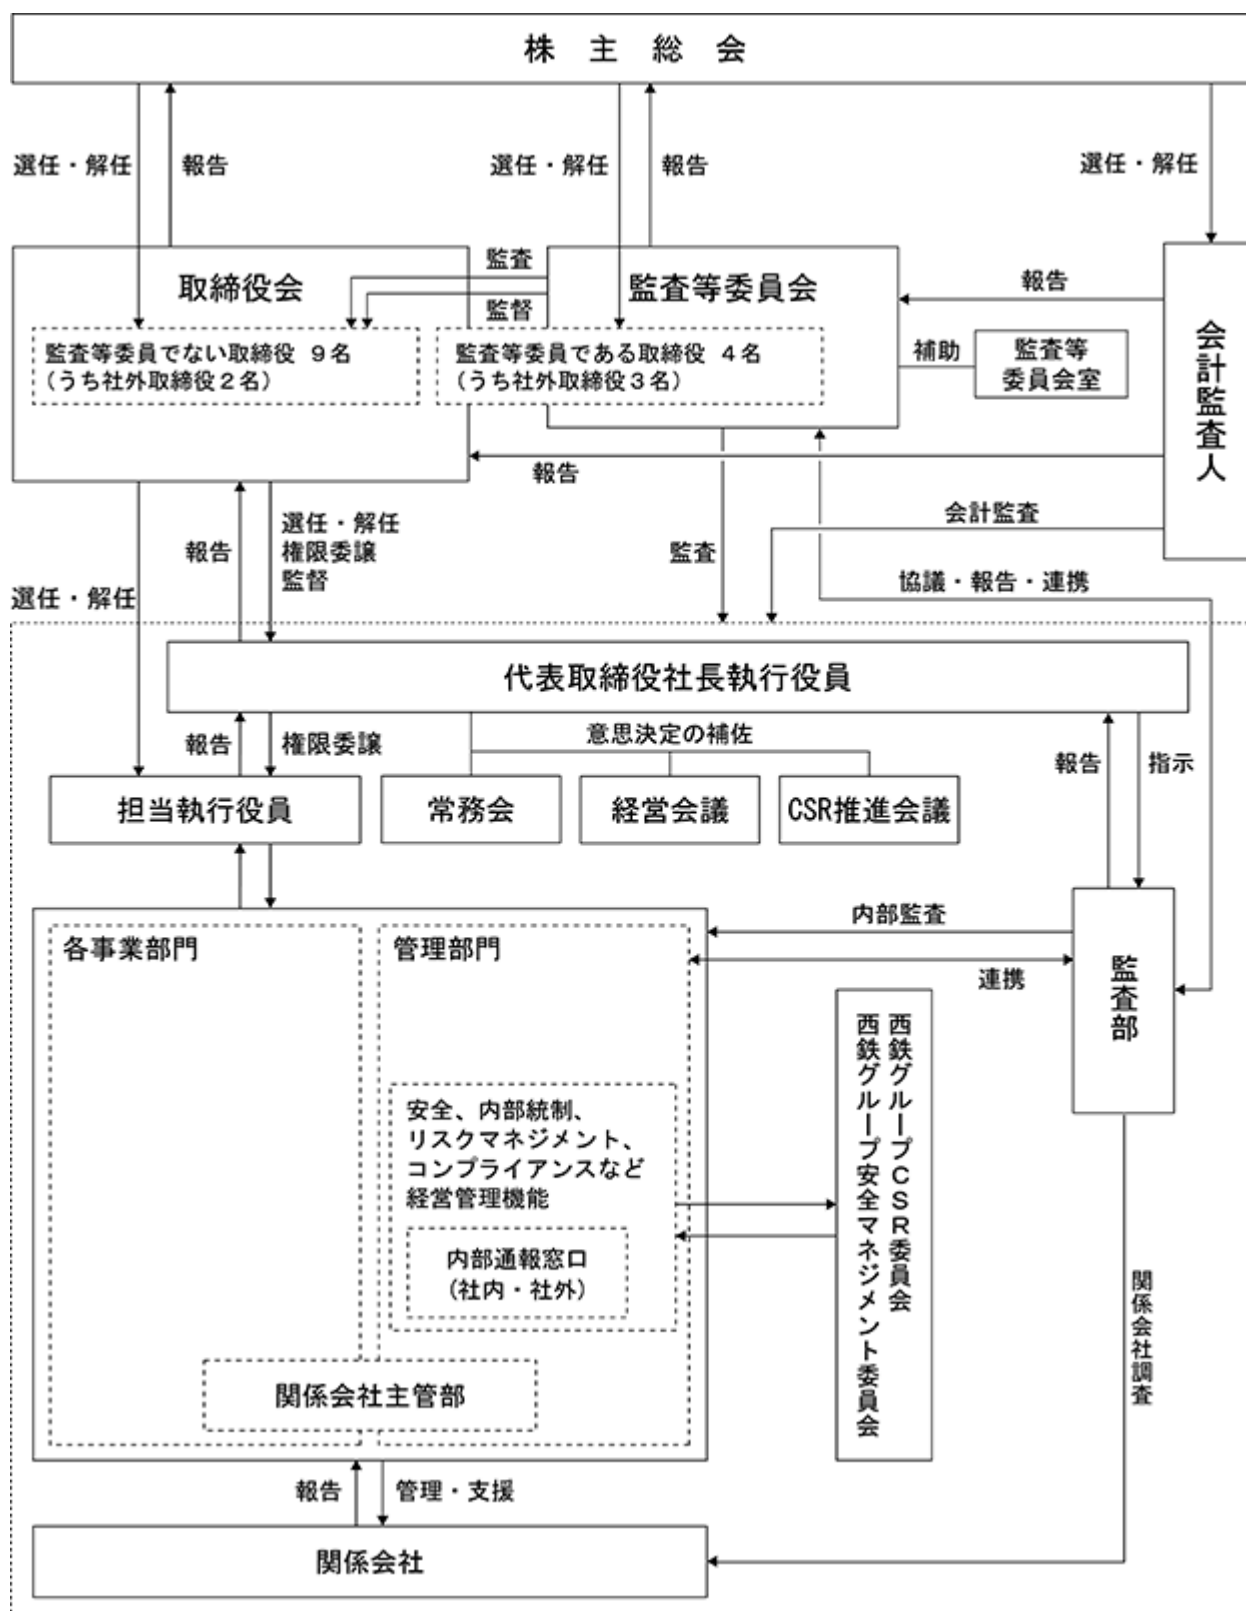 株主総会
選任・解任
報告
選任・解任
報告
選任・解任
取締役会
監査
監督
監査等委員会
報告
監査等委員でない取締役 9名
(うち社外取締役2名)
監査等委員である取締役 4名
(うち社外取締役3名)
補助
監査等
委員会室
会計監査人
報告
選任・解任
権限委譲
監督
報告
監査
会計監査
選任・解任
協議・報告・連携
代表取締役社長執行役員
報告
権限委譲
意思決定の補佐
報告
指示
担当執行役員
常務会
経営会議
CSR推進会議
各事業部門
管理部門
内部監査
連携
監査部
安全、内部統制、
リスクマネジメント、
コンプライアンスなど
経営管理機能
内部通報窓口
(社内・社外)
西鉄グループCSR委員会
西鉄グループ安全マネジメント委員会
関係会社調査
関係会社主管部
報告
管理・支援
関係会社